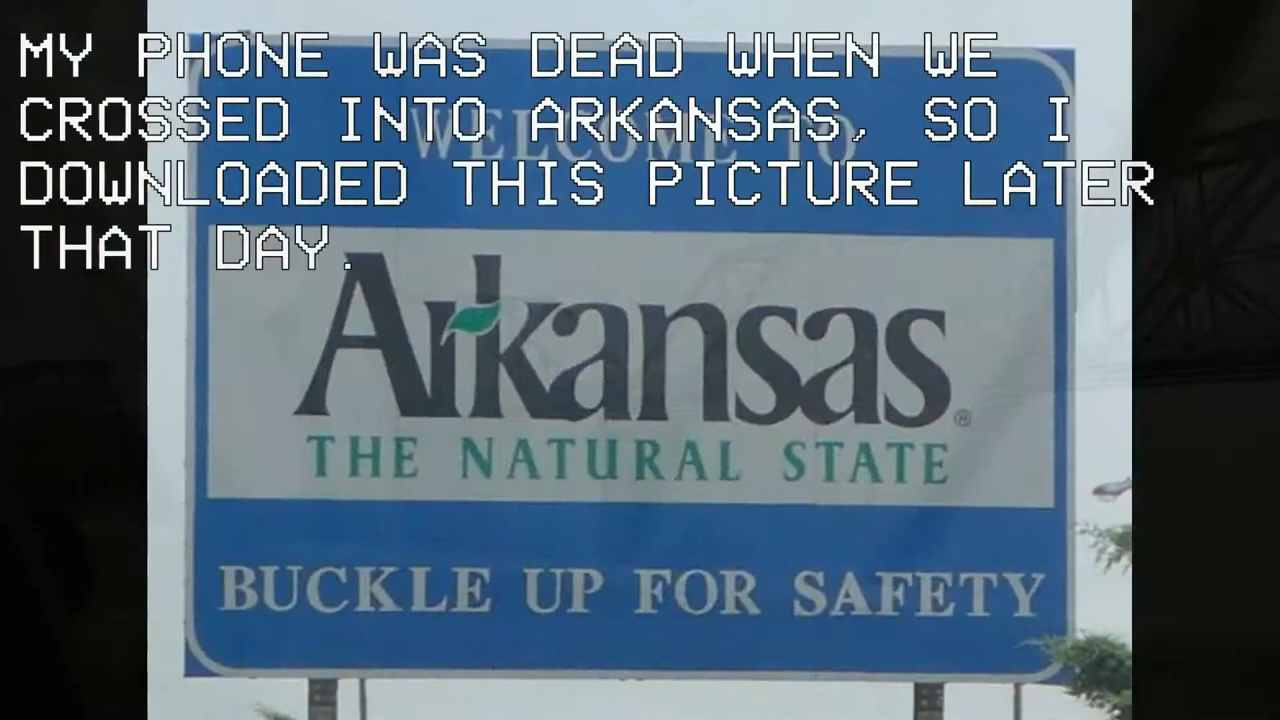 MY PHONE WAS DEAD WHEN WE
CROSSED INTO ARKANSAS, SO I
DOWNLOADED THIS PICTURE LATER
THAT DAY.
WELCOME TO
Arkansas®
THE NATURAL STATE
BUCKLE UP FOR SAFETY